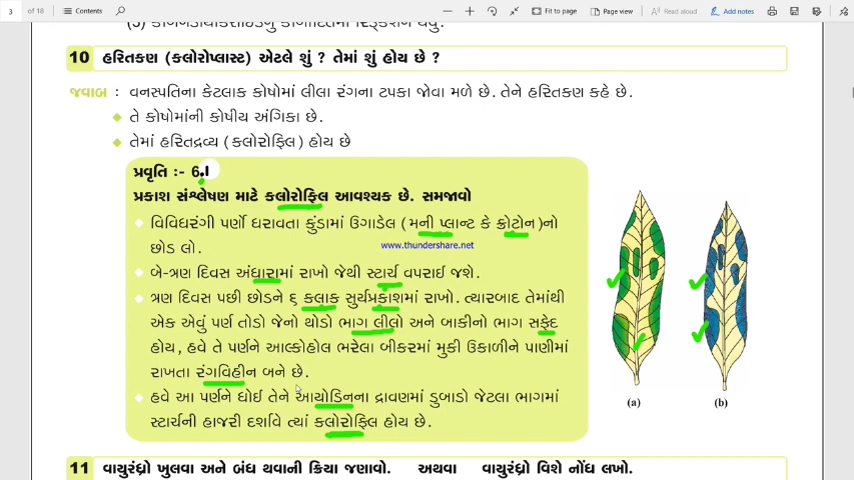 3 of 18 Contents Fit to page Page view Read aloud Add notes
10 હરિતકણ (ક્લોરોપ્લાસ્ટ) એટલે શું ? તેમાં શું હોય છે ?
જવાબ : વનસ્પતિના કેટલાક કોષોમાં લીલા રંગના ટપકા જોવા મળે છે. તેને હરિતકણ કહે છે.
તે કોષોમાંની કોષીય અંગિકા છે.
તેમાં હરિતદ્રવ્ય (ક્લોરોફિલ) હોય છે
પ્રવૃતિ :- 6.1
પ્રકાશ સંશ્લેષણ માટે ક્લોરોફિલ આવશ્યક છે. સમજાવો
વિવિધરંગી પર્ણો ધરાવતા કુંડામાં ઉગાડેલ (મની પ્લાન્ટ કે ક્રોટોન)નો
છોડ લો.
www.thundershare.net
બે-ત્રણ દિવસ અંધારામાં રાખો જેથી સ્ટાર્ચ વપરાઈ જશે.
ત્રણ દિવસ પછી છોડને ૬ કલાક સુર્યપ્રકાશમાં રાખો. ત્યારબાદ તેમાંથી
એક એવું પર્ણ તોડો જેનો થોડો ભાગ લીલો અને બાકીનો ભાગ સફેદ
હોય, હવે તે પર્ણને આલ્કોહોલ ભરેલા બીકરમાં મુકી ઉકાળીને પાણીમાં
રાખતા રંગવિહીન બને છે.
હવે આ પર્ણને ધોઈ તેને આયોડિનના દ્રાવણમાં ડુબાડો જેટલા ભાગમાં
સ્ટાર્ચની હાજરી દર્શાવે ત્યાં ક્લોરોફિલ હોય છે.
(a) (b)
11 વાયુરંધ્રો ખુલવા અને બંધ થવાની ક્રિયા જણાવો. અથવા વાયુરંધ્રો વિશે નોંધ લખો.